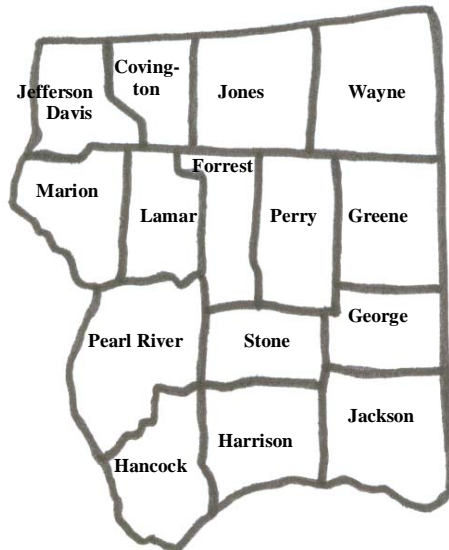 Coving-
ton
Jefferson
Davis
Jones
Wayne
Forrest
Marion
Lamar
Perry
Greene
George
Pearl River
Stone
Jackson
Harrison
Hancock